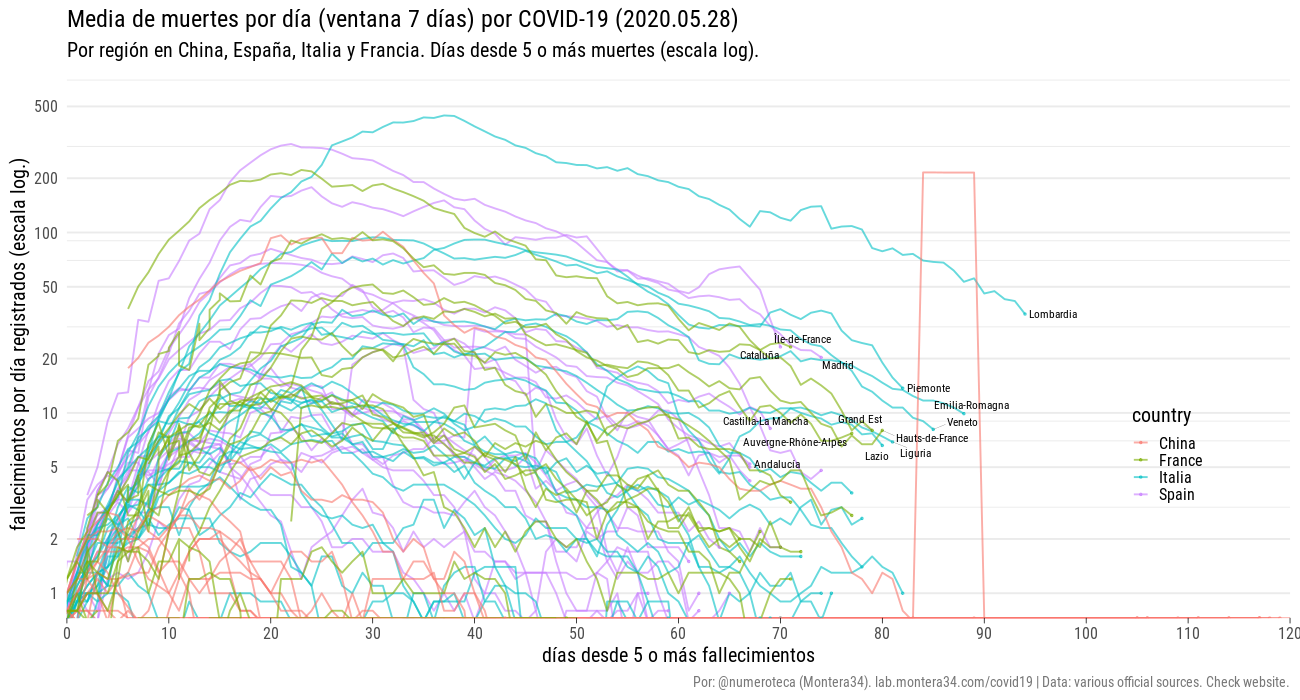 Media de muertes por día (ventana 7 días) por COVID-19 (2020.05.28)
Por región en China, España, Italia y Francia. Días desde 5 o más muertes (escala log).
fallecimientos por día registrados (escala log.)
500
200
100
50
20
10
5
2
1
Lombardia
Île-de-France
Cataluña
Madrid
Piemonte
Emilia-Romagna
Castilla-La Mancha
Grand Est
Veneto
Auvergne-Rhône-Alpes
Hauts-de-France
Liguria
Lazio
Andalucía
country
China
France
Italia
Spain
0 10 20 30 40 50 60 70 80 90 100 110 120
días desde 5 o más fallecimientos
Por: @numeroteca (Montera34). lab.montera34.com/covid19 | Data: various official sources. Check website.